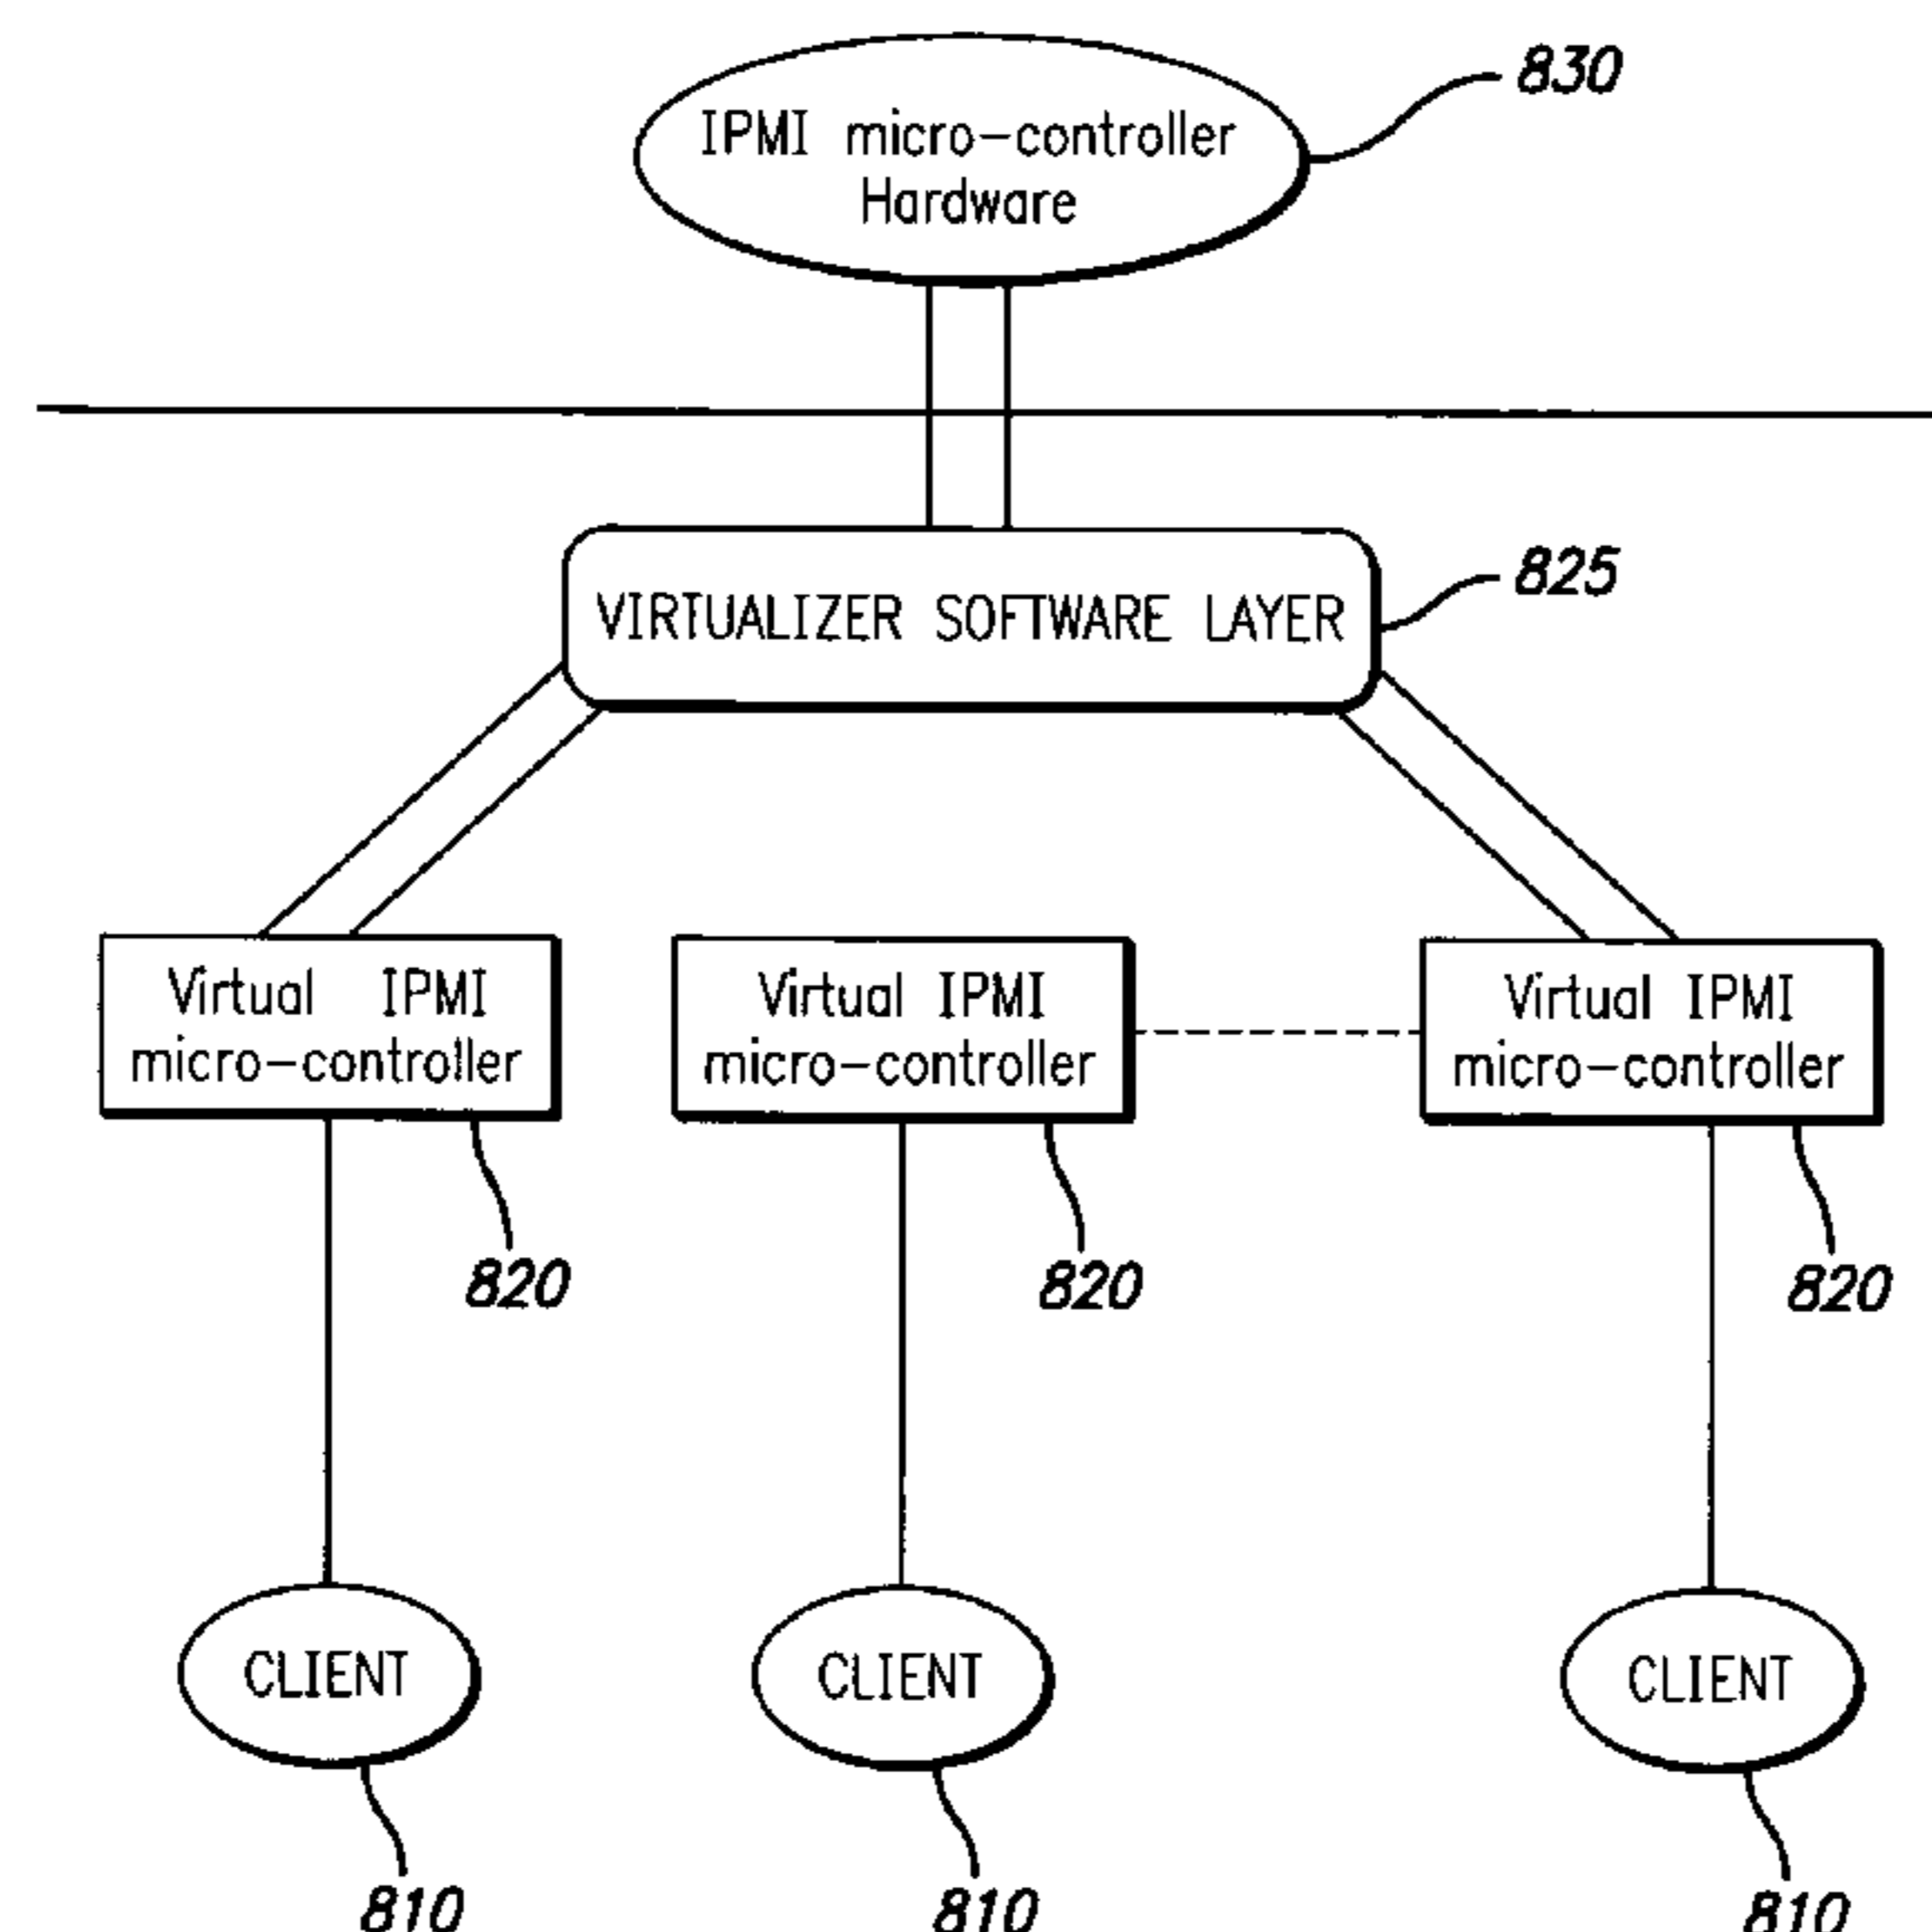 830
IPMI micro-controller
Hardware
825
VIRTUALIZER SOFTWARE LAYER
Virtual IPMI
micro-controller
Virtual IPMI
micro-controller
Virtual IPMI
micro-controller
820
820
820
CLIENT
CLIENT
CLIENT
810
810
810